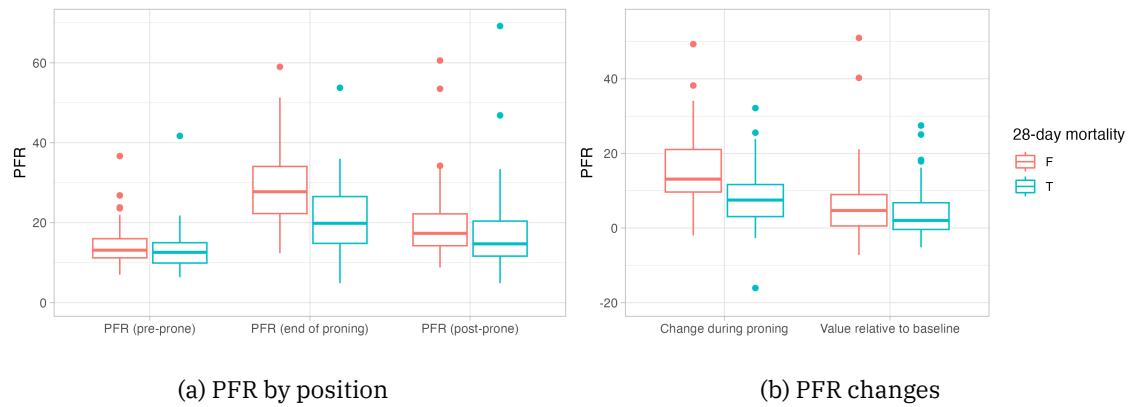 PFR
60
40
20
0
PFR (pre-prone)
PFR (end of proning)
PFR (post-prone)
(a) PFR by position
PFR
40
20
0
-20
Change during proning
Value relative to baseline
(b) PFR changes
28-day mortality
F
T